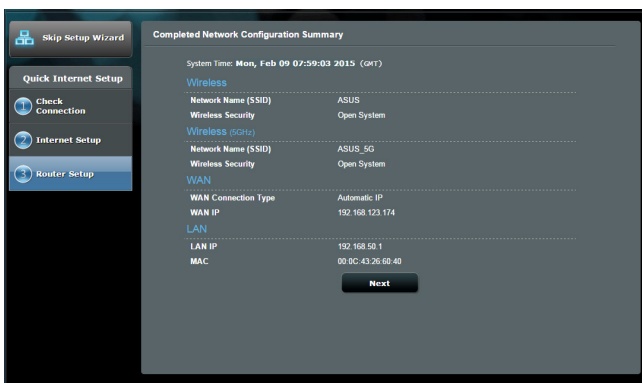 Skip Setup Wizard
Quick Internet Setup
1 Check Connection
2 Internet Setup
3 Router Setup
Completed Network Configuration Summary
System Time: Mon, Feb 09 07:59:03 2015 (GMT)
Wireless
Network Name (SSID) ASUS
Wireless Security Open System
Wireless (5GHz)
Network Name (SSID) ASUS_5G
Wireless Security Open System
WAN
WAN Connection Type Automatic IP
WAN IP 192.168.123.174
LAN
LAN IP 192.168.50.1
MAC 00:0C:43:26:60:40
Next